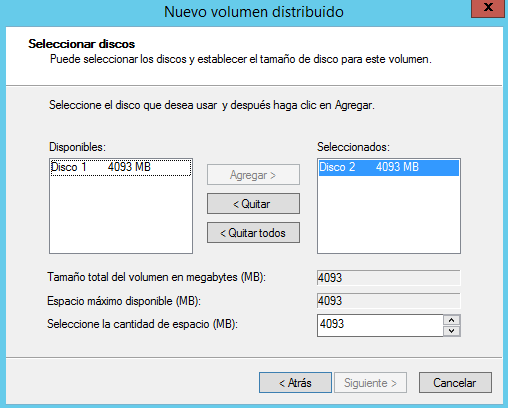 Nuevo volumen distribuido
x
Seleccionar discos
Puede seleccionar los discos y establecer el tamaño de disco para este volumen.
Seleccione el disco que desea usar y después haga clic en Agregar.
Disponibles:
Seleccionados:
Disco 1 4093 MB
Agregar >
Disco 2 4093 MB
< Quitar
< Quitar todos
Tamaño total del volumen en megabytes (MB): 4093
Espacio máximo disponible (MB): 4093
Seleccione la cantidad de espacio (MB): 4093
< Atrás
Siguiente >
Cancelar